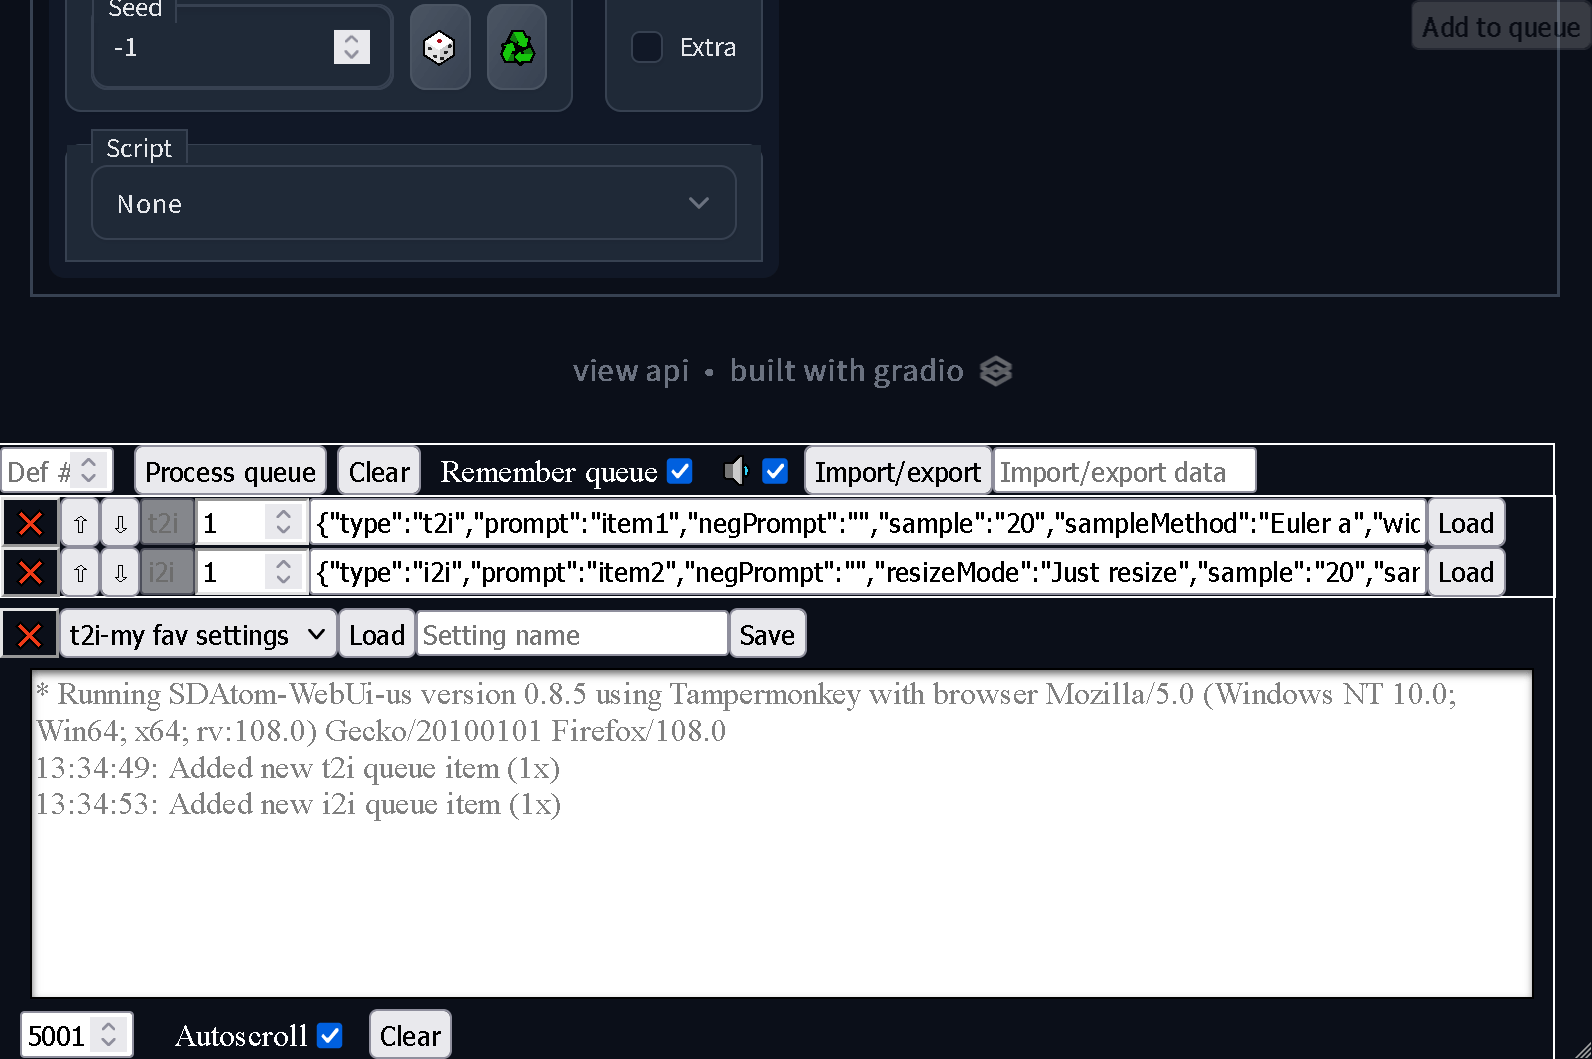 Seed
-1
Extra
Add to queue
Script
None
view api • built with gradio
Def #
Process queue
Clear
Remember queue
Import/export
Import/export data
⇧ ⇩ t2i 1 {"type":"t2i","prompt":"item1","negPrompt":"","sample":"20","sampleMethod":"Euler a","wic Load
⇧ ⇩ i2i 1 {"type":"i2i","prompt":"item2","negPrompt":"","resizeMode":"Just resize","sample":"20","sar Load
t2i-my fav settings
Load
Setting name
Save
* Running SDAtom-WebUi-us version 0.8.5 using Tampermonkey with browser Mozilla/5.0 (Windows NT 10.0;
Win64; x64; rv:108.0) Gecko/20100101 Firefox/108.0
13:34:49: Added new t2i queue item (1x)
13:34:53: Added new i2i queue item (1x)
5001
Autoscroll
Clear